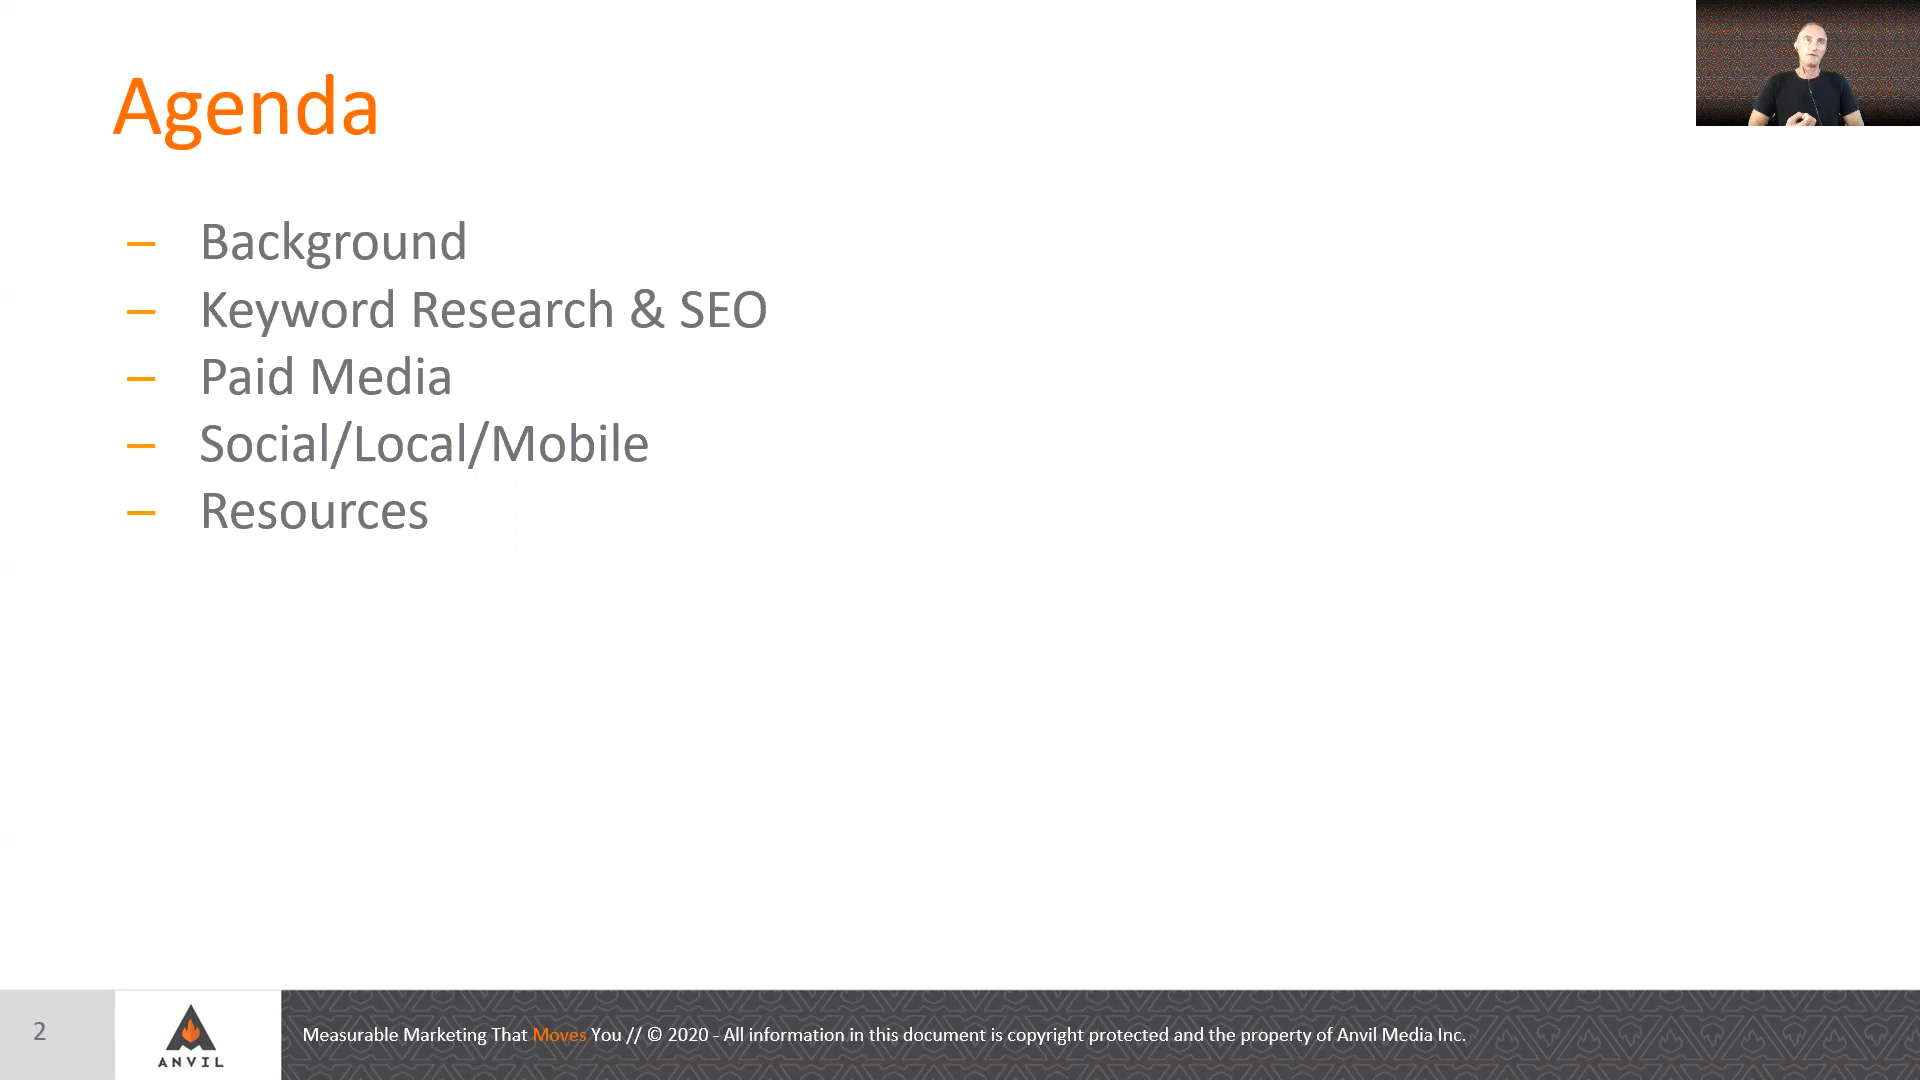 Agenda
– Background
– Keyword Research & SEO
– Paid Media
– Social/Local/Mobile
– Resources
2
ANVIL
Measurable Marketing That Moves You // © 2020 - All information in this document is copyright protected and the property of Anvil Media Inc.